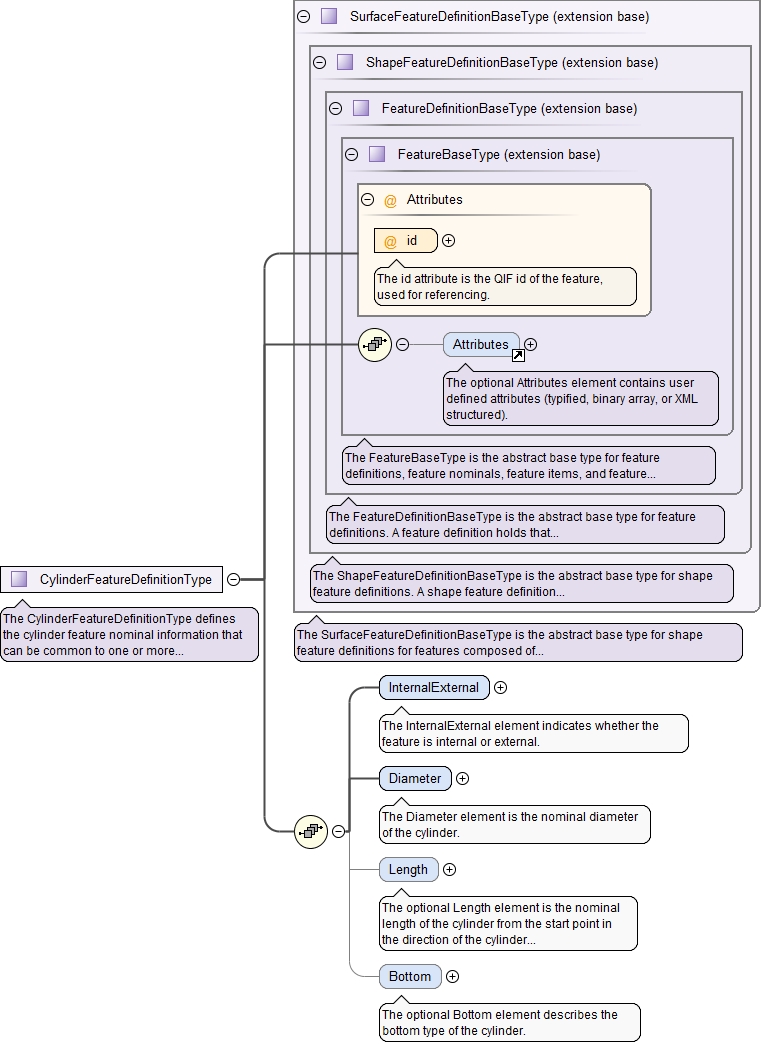 SurfaceFeatureDefinitionBaseType (extension base)
ShapeFeatureDefinitionBaseType (extension base)
FeatureDefinitionBaseType (extension base)
FeatureBaseType (extension base)
@ Attributes
@ id
The id attribute is the QIF id of the feature,
used for referencing.
Attributes
The optional Attributes element contains user
defined attributes (typified, binary array, or XML
structured).
The FeatureBaseType is the abstract base type for feature
definitions, feature nominals, feature items, and feature...
The FeatureDefinitionBaseType is the abstract base type for feature
definitions. A feature definition holds that...
The ShapeFeatureDefinitionBaseType is the abstract base type for shape
feature definitions. A shape feature definition...
The SurfaceFeatureDefinitionBaseType is the abstract base type for shape
feature definitions for features composed of...
CylinderFeatureDefinitionType
The CylinderFeatureDefinitionType defines
the cylinder feature nominal information that
can be common to one or more...
InternalExternal
The InternalExternal element indicates whether the
feature is internal or external.
Diameter
The Diameter element is the nominal diameter
of the cylinder.
Length
The optional Length element is the nominal
length of the cylinder from the start point in
the direction of the cylinder...
Bottom
The optional Bottom element describes the
bottom type of the cylinder.